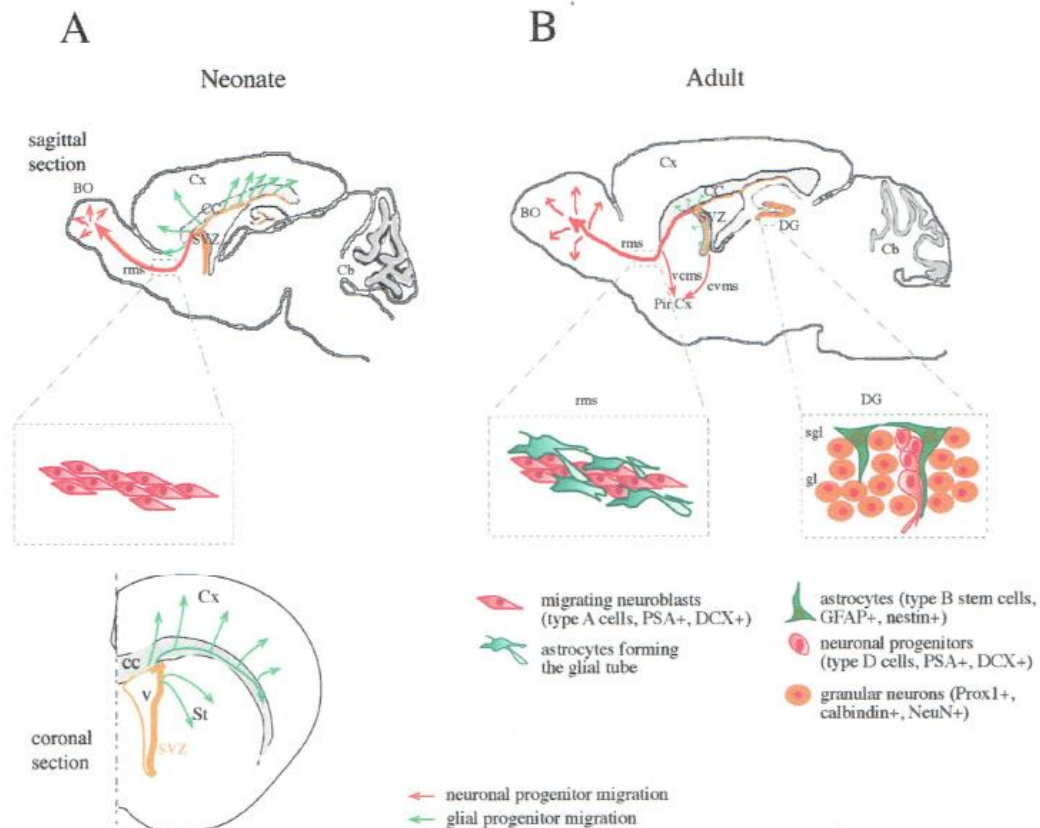 A
Neonate
sagittal
section
BO
Cx
CC
SVZ
rms
Cb
Cx
cc
V
St
SVZ
coronal
section
B
Adult
Cx
BO
CC
SVZ
DG
rms
vcms
cvms
Pir Cx
Cb
rms
DG
sgl
gl
migrating neuroblasts
(type A cells, PSA+, DCX+)
astrocytes forming
the glial tube
astrocytes (type B stem cells,
GFAP+, nestin+)
neuronal progenitors
(type D cells, PSA+, DCX+)
granular neurons (Prox1+,
calbindin+, NeuN+)
neuronal progenitor migration
glial progenitor migration